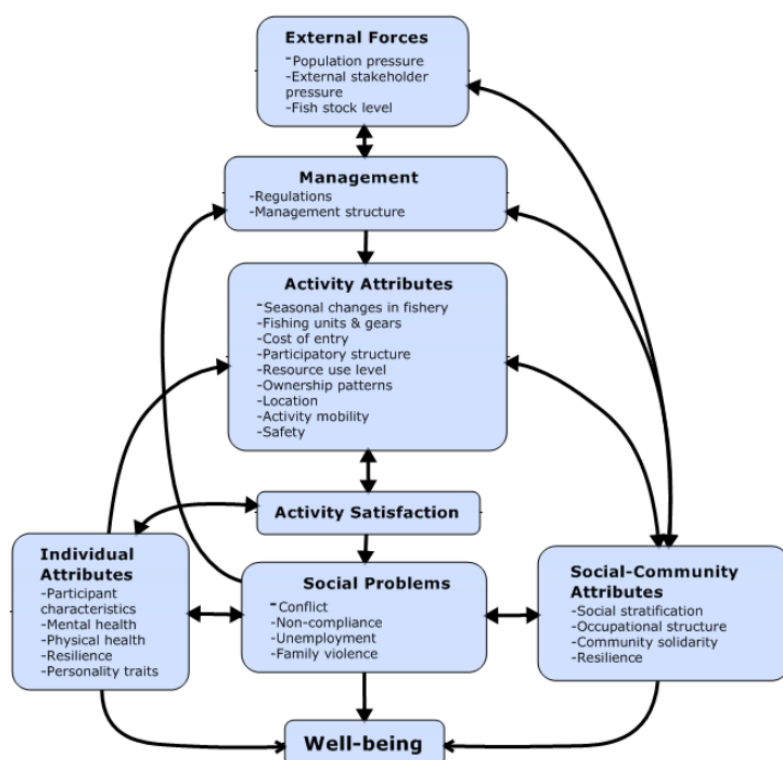 External Forces
-Population pressure
-External stakeholder
pressure
-Fish stock level
Management
-Regulations
-Management structure
Activity Attributes
-Seasonal changes in fishery
-Fishing units & gears
-Cost of entry
-Participatory structure
-Resource use level
-Ownership patterns
-Location
-Activity mobility
-Safety
Activity Satisfaction
Individual
Attributes
-Participant
characteristics
-Mental health
-Physical health
-Resilience
-Personality traits
Social Problems
-Conflict
-Non-compliance
-Unemployment
-Family violence
Social-Community
Attributes
-Social stratification
-Occupational structure
-Community solidarity
-Resilience
Well-being